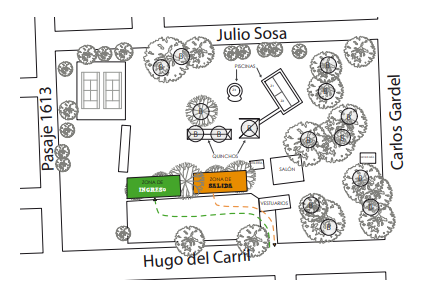 Julio Sosa
PISCINAS
Pasaje 1613
Carlos Gardel
QUINCHOS
SALÓN
ZONA DE
INGRESO
ZONA DE
SALIDA
VESTUARIOS
Hugo del Carril